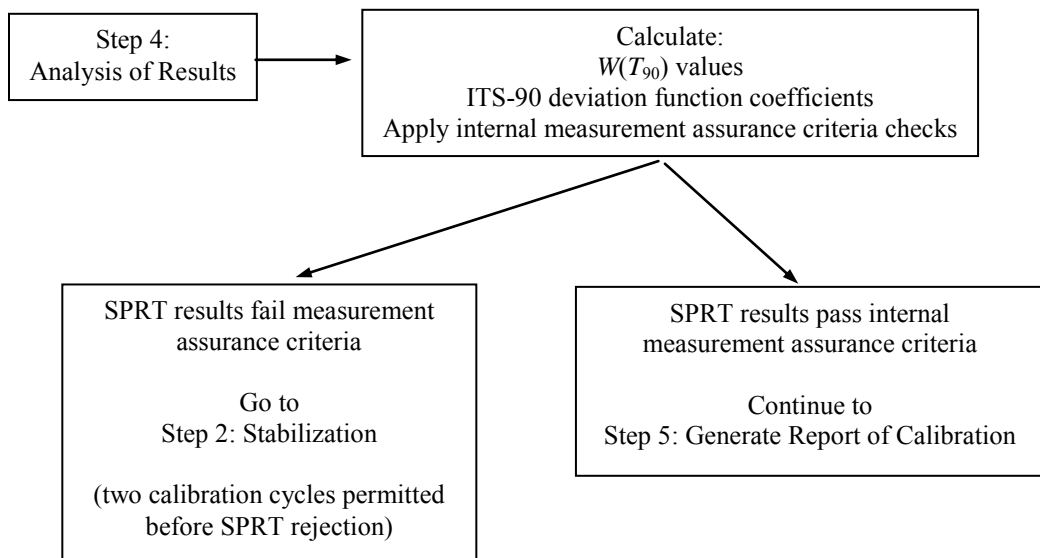 Step 4:
Analysis of Results
Calculate:
W(T₉₀) values
ITS-90 deviation function coefficients
Apply internal measurement assurance criteria checks
SPRT results fail measurement
assurance criteria
Go to
Step 2: Stabilization
(two calibration cycles permitted
before SPRT rejection)
SPRT results pass internal
measurement assurance criteria
Continue to
Step 5: Generate Report of Calibration